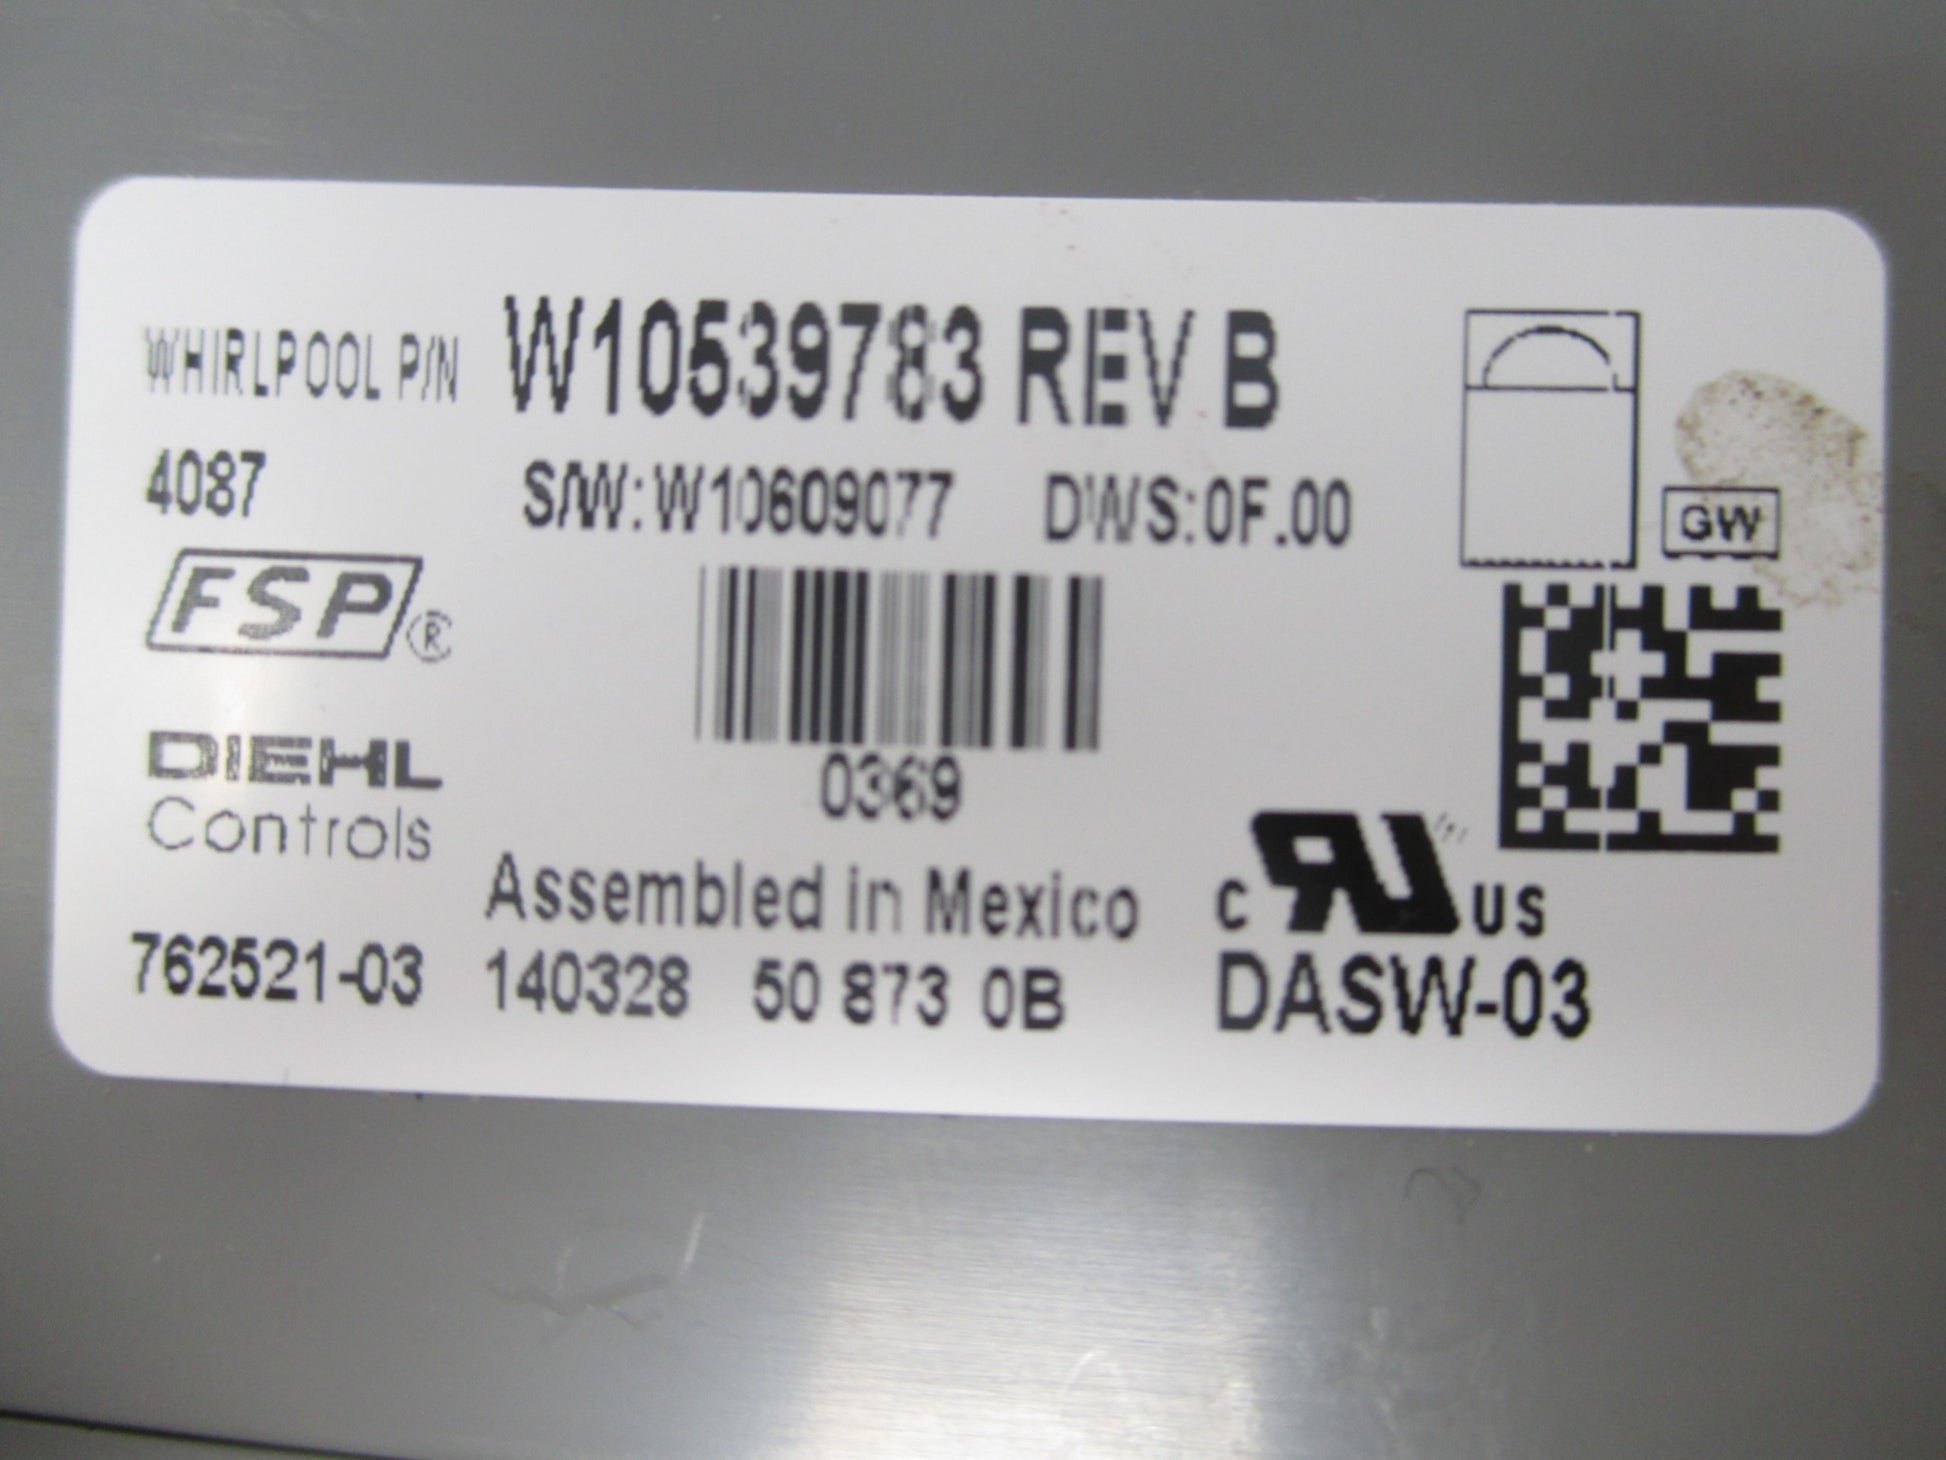 WHIRLPOOL P/N W10539783 REV B
4087 S/W:W10609077 DWS:0F.00
GW
FSP®
0369
DIEHL
Controls
Assembled in Mexico
c RU US
762521-03 140328 50 873 0B DASW-03